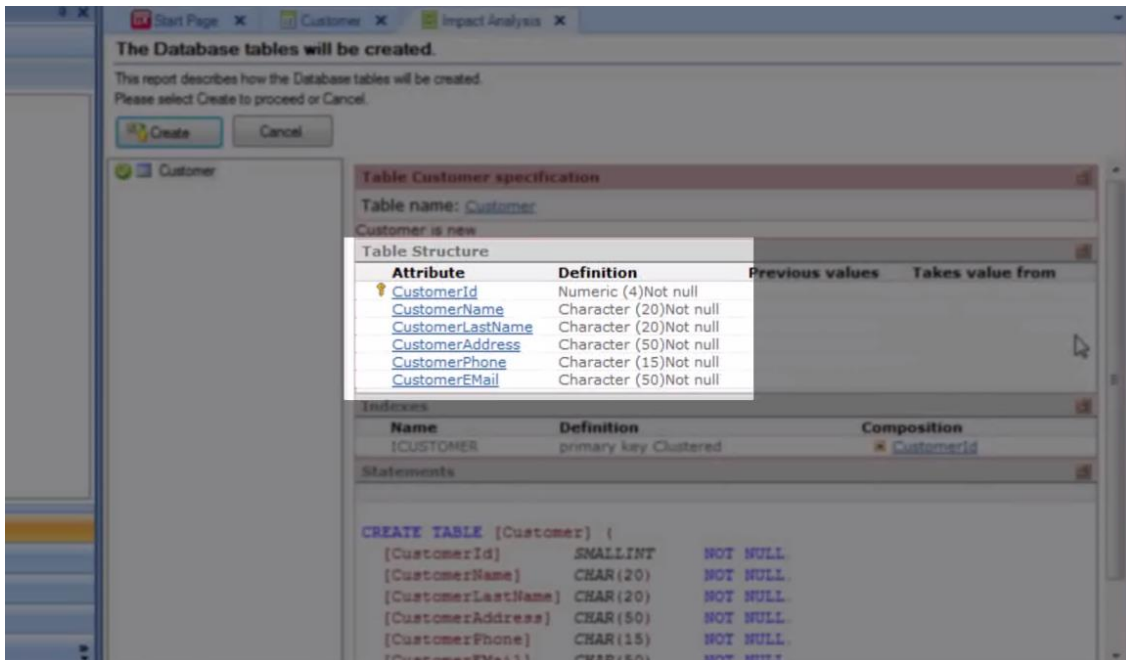 Start Page Customer Impact Analysis
The Database tables will be created.
This report describes how the Database tables will be created.
Please select Create to proceed or Cancel.
Create Cancel
Customer
Table Customer specification
Table name: Customer
Customer is new
Table Structure
Attribute Definition Previous values Takes value from
CustomerId Numeric (4)Not null
CustomerName Character (20)Not null
CustomerLastName Character (20)Not null
CustomerAddress Character (50)Not null
CustomerPhone Character (15)Not null
CustomerEMail Character (50)Not null
Indexes
Name Definition Composition
ICUSTOMER primary key Clustered CustomerId
Statements
CREATE TABLE [Customer] (
[CustomerId] SMALLINT NOT NULL,
[CustomerName] CHAR(20) NOT NULL,
[CustomerLastName] CHAR(20) NOT NULL,
[CustomerAddress] CHAR(50) NOT NULL,
[CustomerPhone] CHAR(15) NOT NULL,
[CustomerEMail] CHAR(50) NOT NULL